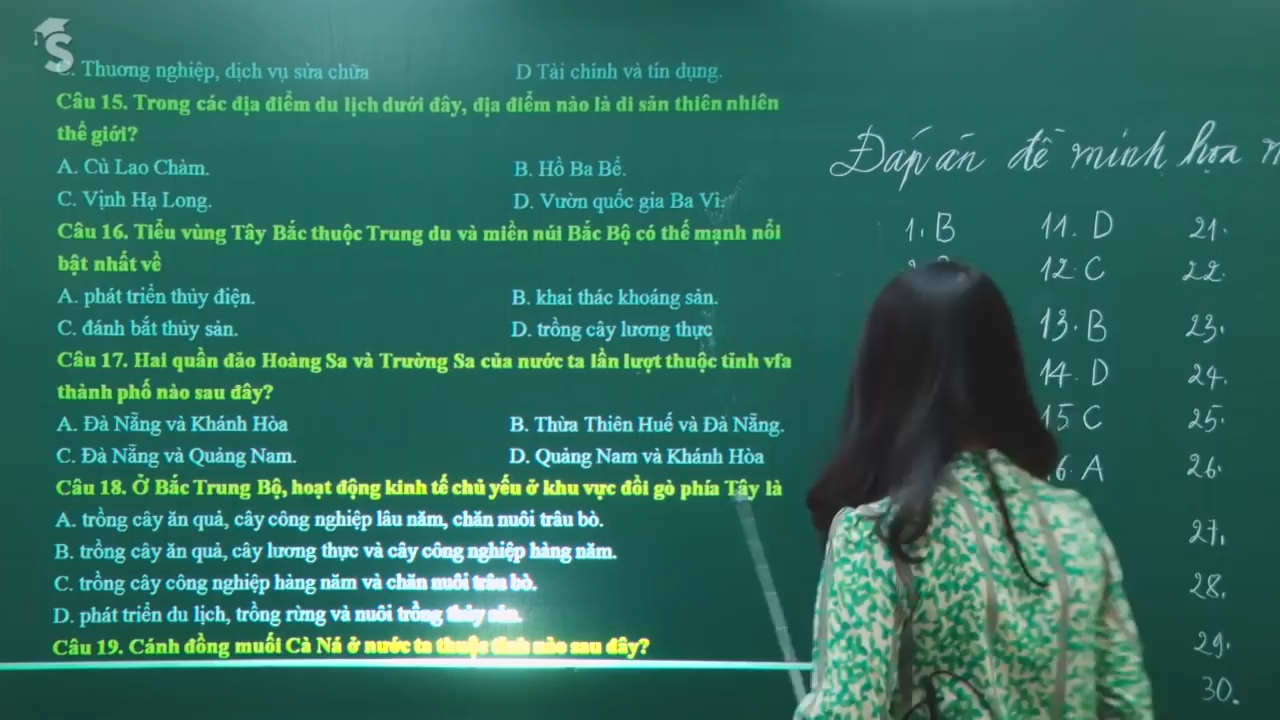 S
C. Thương nghiệp, dịch vụ sửa chữa
D Tài chính và tín dụng.
Câu 15. Trong các địa điểm du lịch dưới đây, địa điểm nào là di sản thiên nhiên
thế giới?
A. Cù Lao Chàm.
B. Hồ Ba Bể.
C. Vịnh Hạ Long.
D. Vườn quốc gia Ba Vì.
Câu 16. Tiểu vùng Tây Bắc thuộc Trung du và miền núi Bắc Bộ có thế mạnh nổi
bật nhất về
A. phát triển thủy điện.
B. khai thác khoáng sản.
C. đánh bắt thủy sản.
D. trồng cây lương thực
Câu 17. Hai quần đảo Hoàng Sa và Trường Sa của nước ta lần lượt thuộc tỉnh vfa
thành phố nào sau đây?
A. Đà Nẵng và Khánh Hòa
B. Thừa Thiên Huế và Đà Nẵng.
C. Đà Nẵng và Quảng Nam.
D. Quảng Nam và Khánh Hòa
Câu 18. Ở Bắc Trung Bộ, hoạt động kinh tế chủ yếu ở khu vực đồi gò phía Tây là
A. trồng cây ăn quả, cây công nghiệp lâu năm, chăn nuôi trâu bò.
B. trồng cây ăn quả, cây lương thực và cây công nghiệp hàng năm.
C. trồng cây công nghiệp hàng năm và chăn nuôi trâu bò.
D. phát triển du lịch, trồng rừng và nuôi trồng thủy sản.
Câu 19. Cánh đồng muối Cà Ná ở nước ta thuộc tỉnh nào sau đây?
Đáp án đề minh họa
1. B
11. D
21.
12. C
22.
13. B
23.
14. D
24.
15 C
25.
6. A
26.
27.
28.
29.
30.